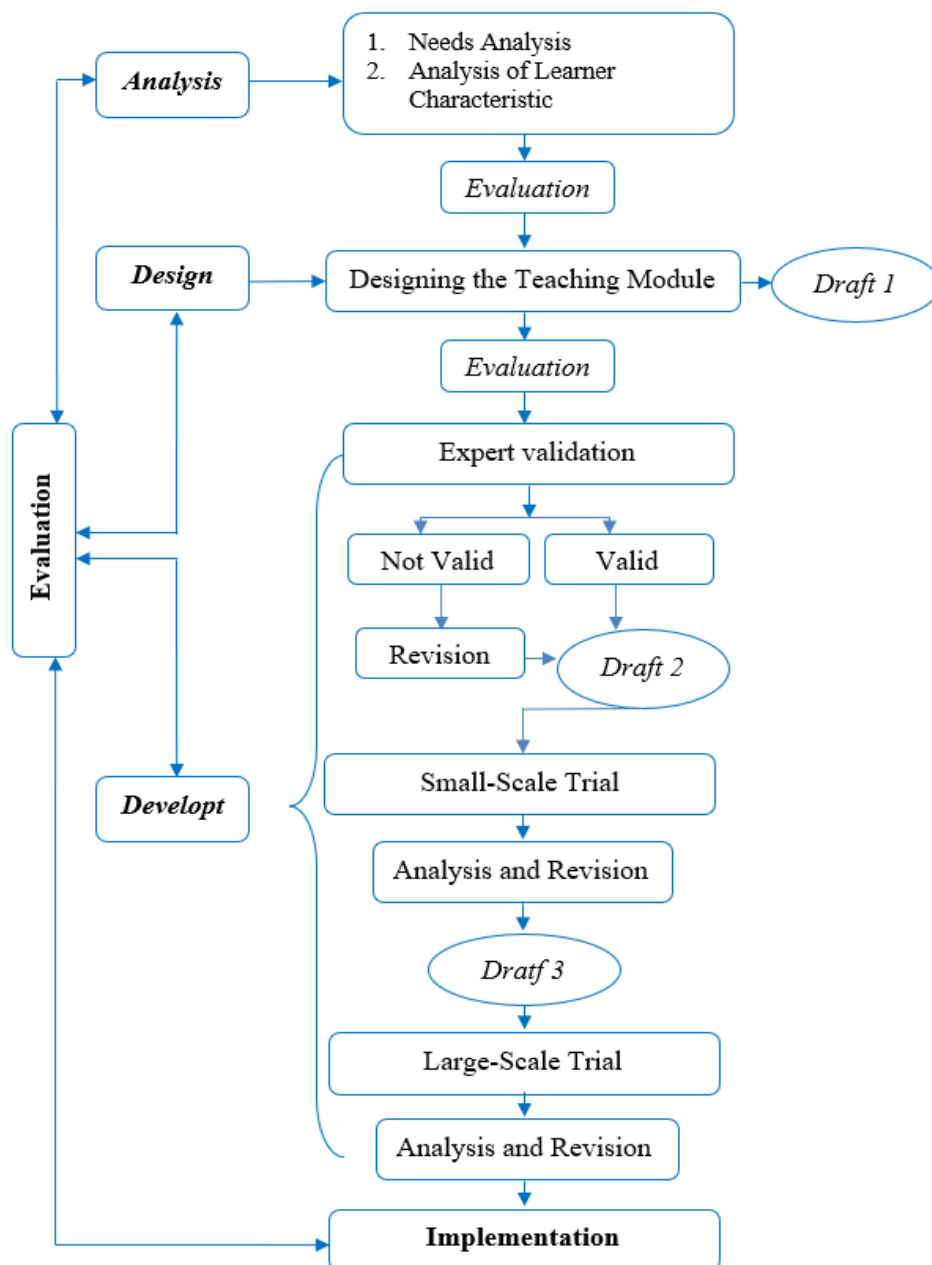 1. Needs Analysis
2. Analysis of Learner
Characteristic
Analysis
Evaluation
Design
Designing the Teaching Module
Draft 1
Evaluation
Evaluation
Expert validation
Not Valid
Valid
Revision
Draft 2
Small-Scale Trial
Developt
Analysis and Revision
Dratf 3
Large-Scale Trial
Analysis and Revision
Implementation